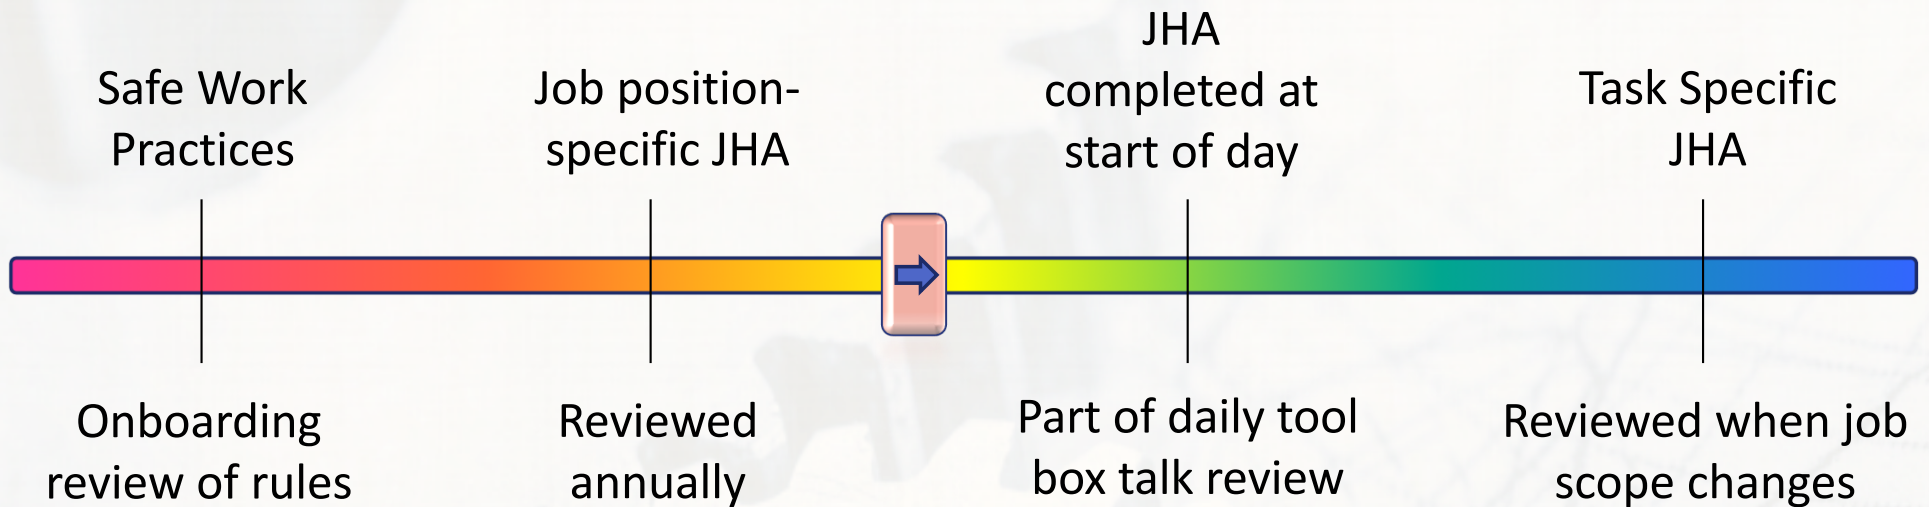 Safe Work
Practices
Job position-
specific JHA
JHA
completed at
start of day
Task Specific
JHA
Onboarding
review of rules
Reviewed
annually
Part of daily tool
box talk review
Reviewed when job
scope changes